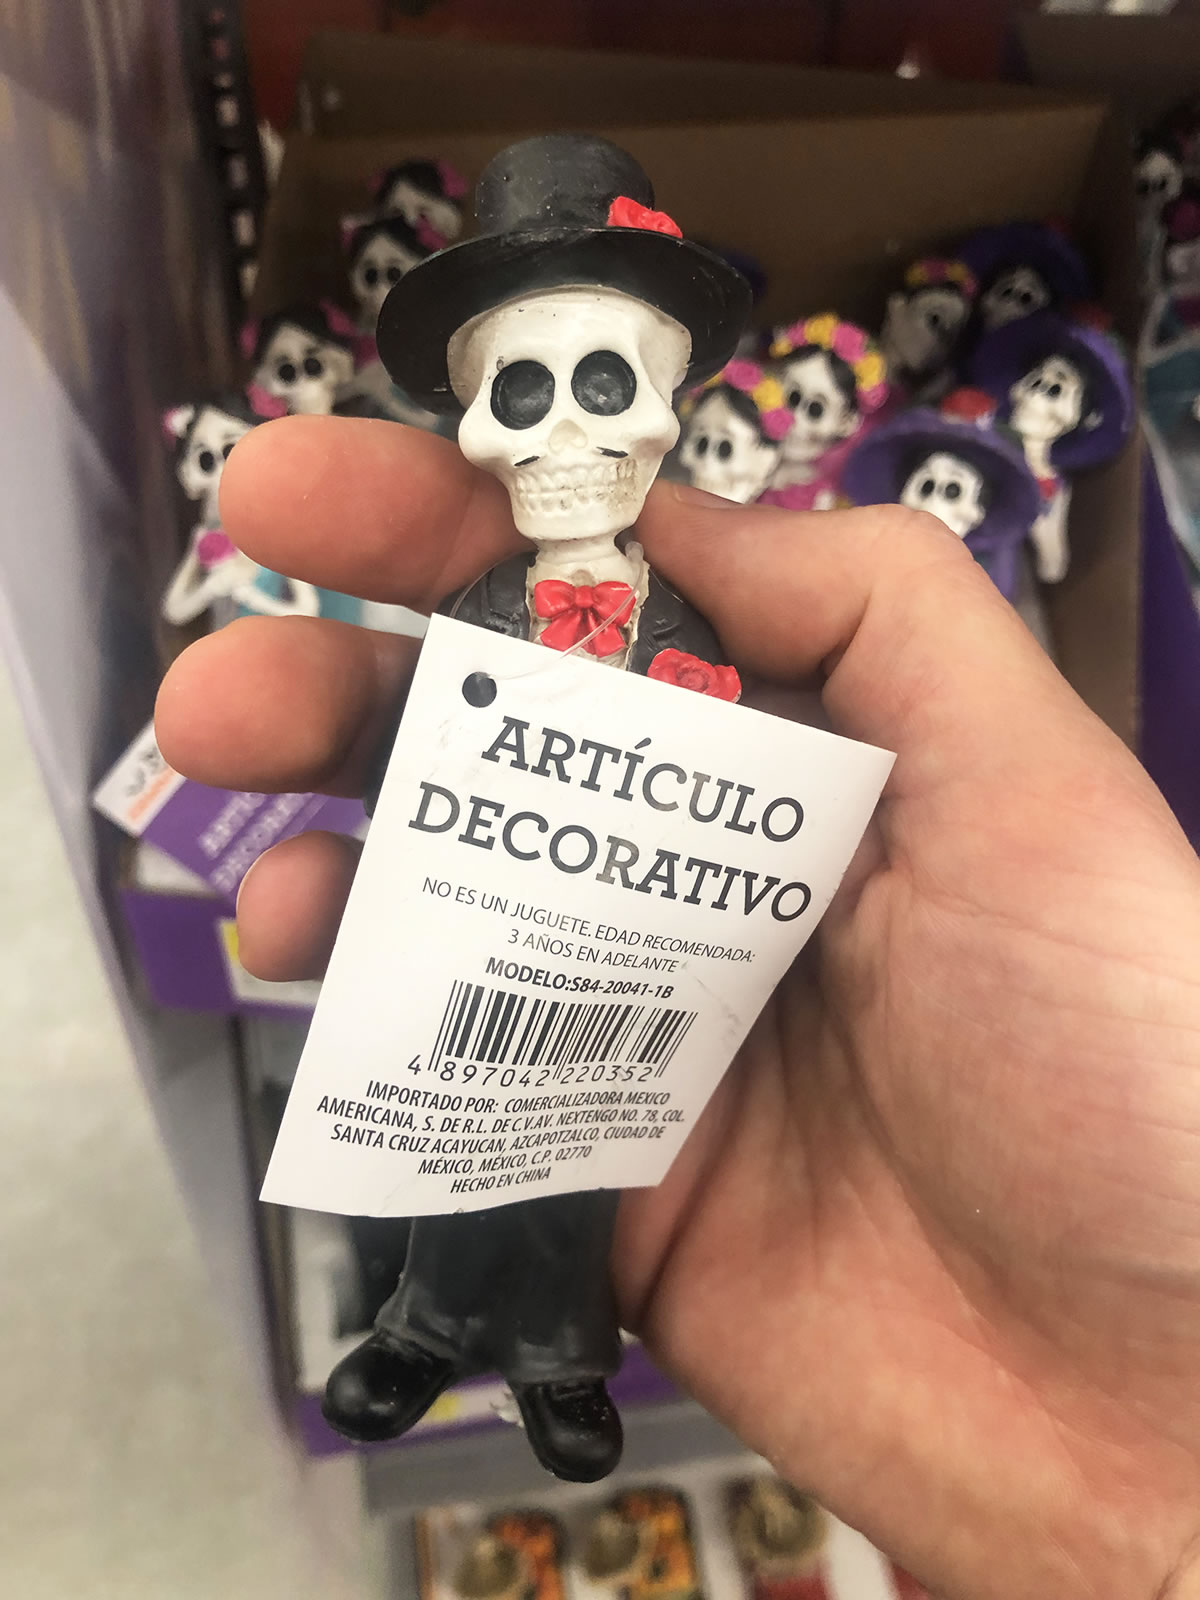 ARTÍCULO
DECORATIVO
NO ES UN JUGUETE. EDAD RECOMENDADA:
3 AÑOS EN ADELANTE
MODELO:S84-20041-1B
4 897042 220352
IMPORTADO POR: COMERCIALIZADORA MEXICO
AMERICANA, S. DE R.L. DE C.V.AV. NEXTENGO NO. 78, COL.
SANTA CRUZ ACAYUCAN, AZCAPOTZALCO, CIUDAD DE
MÉXICO, MÉXICO, C.P. 02770
HECHO EN CHINA